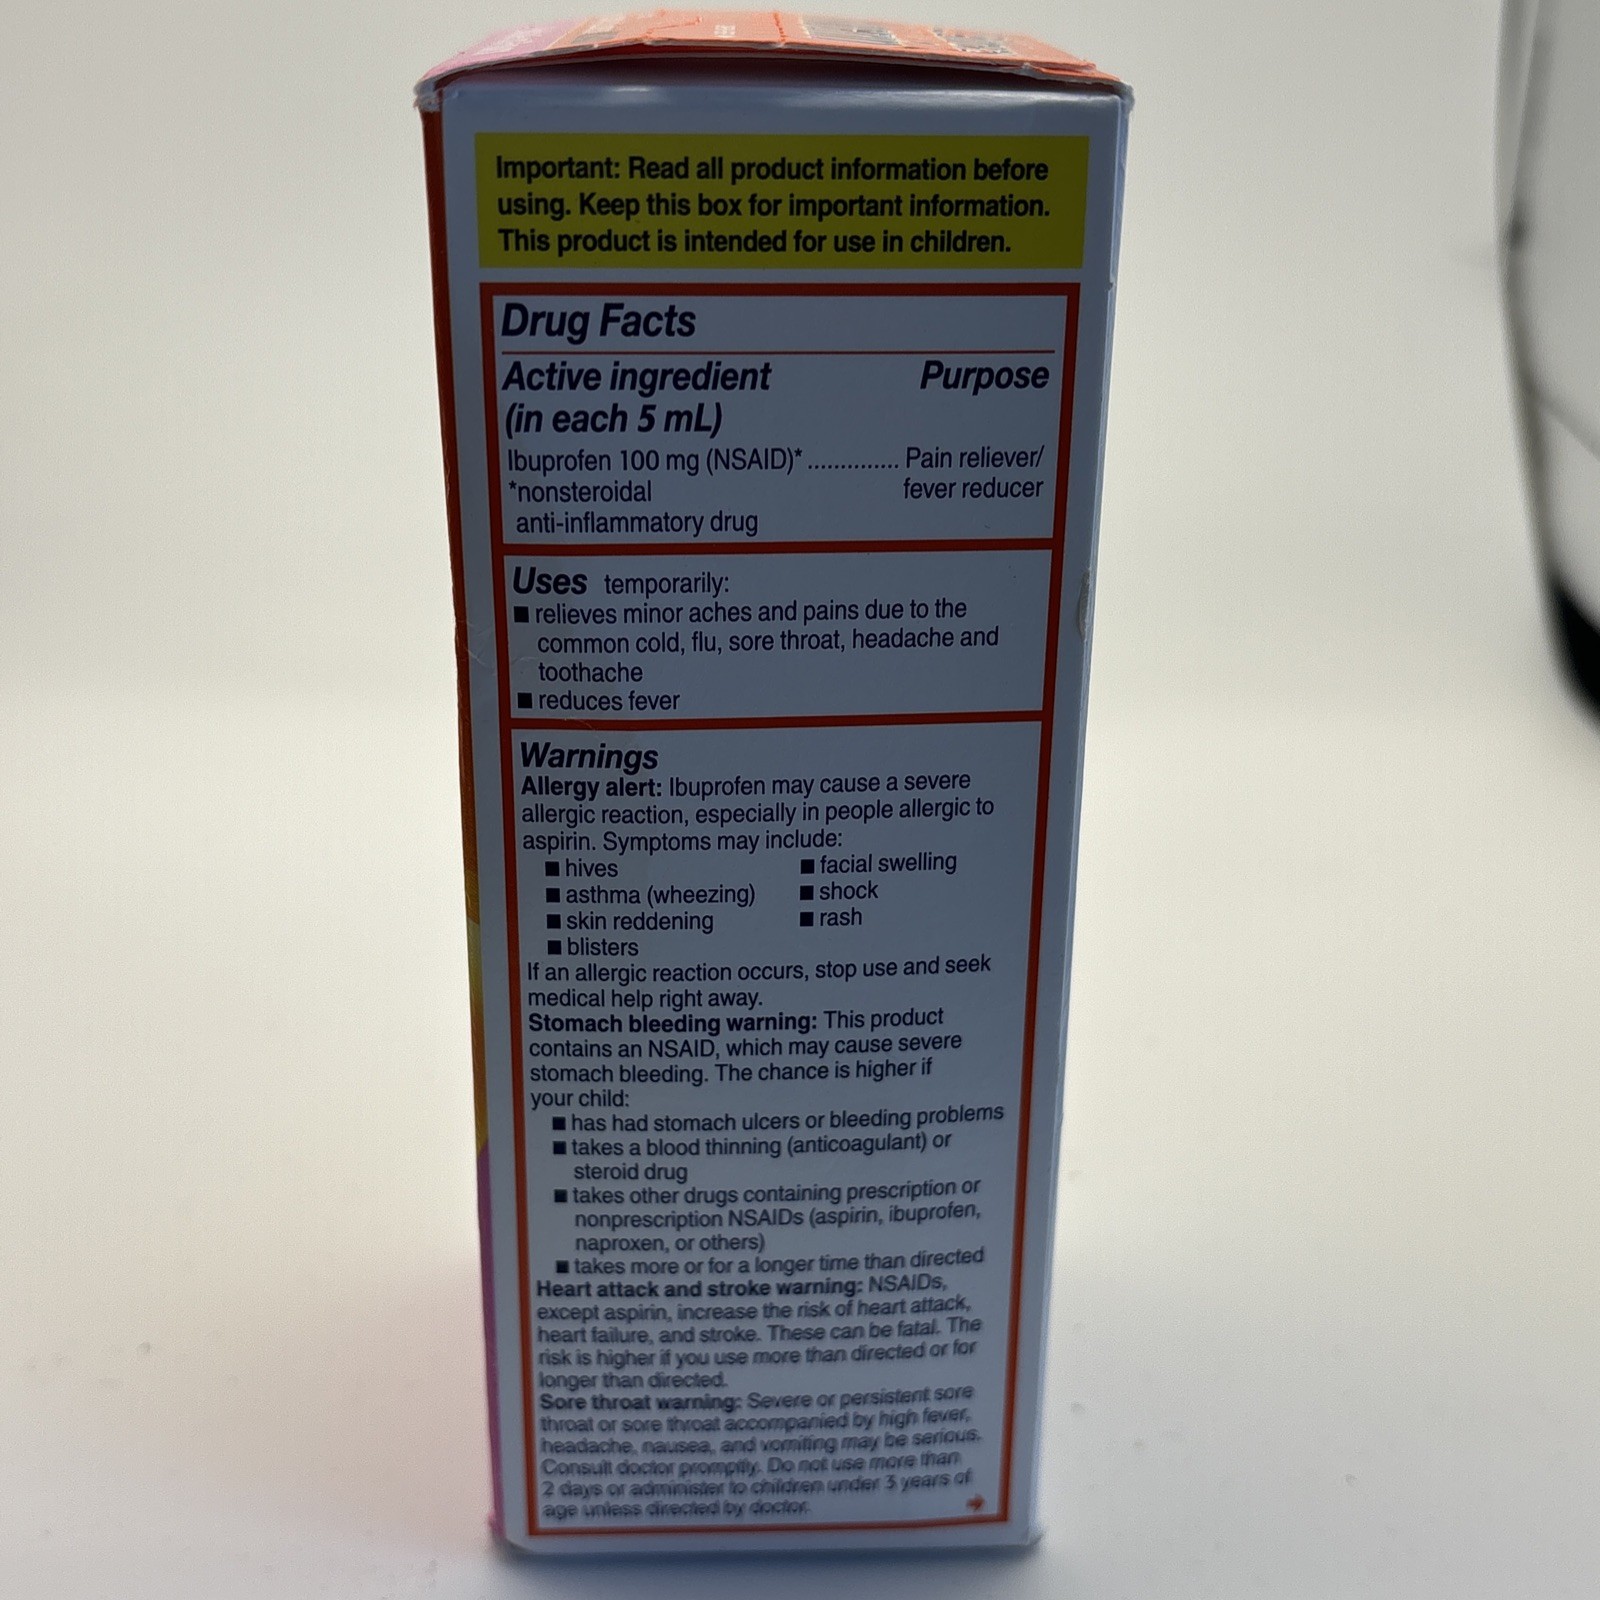 Important: Read all product information before
using. Keep this box for important information.
This product is intended for use in children.
Drug Facts
Active ingredient Purpose
(in each 5 mL)
Ibuprofen 100 mg (NSAID)* .............. Pain reliever/
*nonsteroidal fever reducer
anti-inflammatory drug
Uses temporarily:
■ relieves minor aches and pains due to the
common cold, flu, sore throat, headache and
toothache
■ reduces fever
Warnings
Allergy alert: Ibuprofen may cause a severe
allergic reaction, especially in people allergic to
aspirin. Symptoms may include:
■ hives ■ facial swelling
■ asthma (wheezing) ■ shock
■ skin reddening ■ rash
■ blisters
If an allergic reaction occurs, stop use and seek
medical help right away.
Stomach bleeding warning: This product
contains an NSAID, which may cause severe
stomach bleeding. The chance is higher if
your child:
■ has had stomach ulcers or bleeding problems
■ takes a blood thinning (anticoagulant) or
steroid drug
■ takes other drugs containing prescription or
nonprescription NSAIDs (aspirin, ibuprofen,
naproxen, or others)
■ takes more or for a longer time than directed
Heart attack and stroke warning: NSAIDs,
except aspirin, increase the risk of heart attack,
heart failure, and stroke. These can be fatal. The
risk is higher if you use more than directed or for
longer than directed.
Sore throat warning: Severe or persistent sore
throat or sore throat accompanied by high fever,
headache, nausea, and vomiting may be serious.
Consult doctor promptly. Do not use more than
2 days or administer to children under 3 years of
age unless directed by doctor.